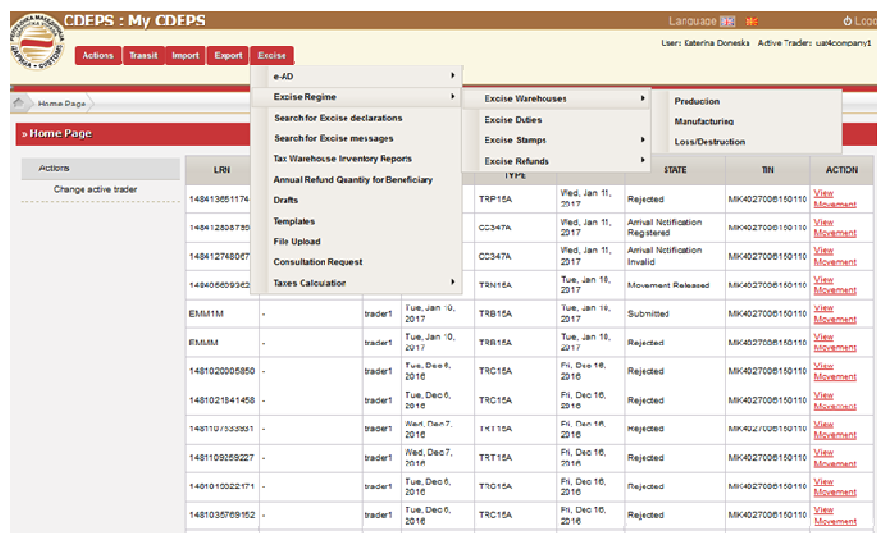 CDEPS : My CDEPS
Language
User: Katerina Doneska Active Trader: ua4company1
Actions Transit Import Export Excise
e-AD
Excise Regime
Search for Excise declarations
Search for Excise messages
Tax Warehouse Inventory Reports
Annual Refund Quantity for Beneficiary
Drafts
Templates
File Upload
Consultation Request
Taxes Calculation
Excise Warehouses
Excise Duties
Excise Stamps
Excise Refunds
Production
Manufacturing
Loss/Destruction
Home Page
» Home Page
Actions
Change active trader
LRN TYPE STATE TIN ACTION
TRP15A Wed, Jan 11, 2017 Rejected MK4027006150110 View Movement
CC347A Wed, Jan 11, 2017 Arrival Notification Registered MK4027006150110 View Movement
CC347A Wed, Jan 11, 2017 Arrival Notification Invalid MK4027006150110 View Movement
TRN15A Tue, Jan 10, 2017 Movement Released MK4027006150110 View Movement
EMM1M - trader1 Tue, Jan 10, 2017 TRB15A Tue, Jan 10, 2017 Submitted MK4027006150110 View Movement
EMMM - trader1 Tue, Jan 10, 2017 TRB15A Tue, Jan 10, 2017 Rejected MK4027006150110 View Movement
- trader1 Tue, Dec 6, 2016 TRC15A Fri, Dec 16, 2016 Rejected MK4027006150110 View Movement
- trader1 Tue, Dec 6, 2016 TRC15A Fri, Dec 16, 2016 Rejected MK4027006150110 View Movement
- trader1 Wed, Dec 7, 2016 TRT15A Fri, Dec 16, 2016 Rejected MK4027006150110 View Movement
- trader1 Wed, Dec 7, 2016 TRT15A Fri, Dec 16, 2016 Rejected MK4027006150110 View Movement
- trader1 Tue, Dec 6, 2016 Fri, Dec 16, 2016 Rejected MK4027006150110 View Movement
- trader1 Tue, Dec 6, 2016 TRC15A Fri, Dec 16, 2016 Rejected MK4027006150110 View Movement